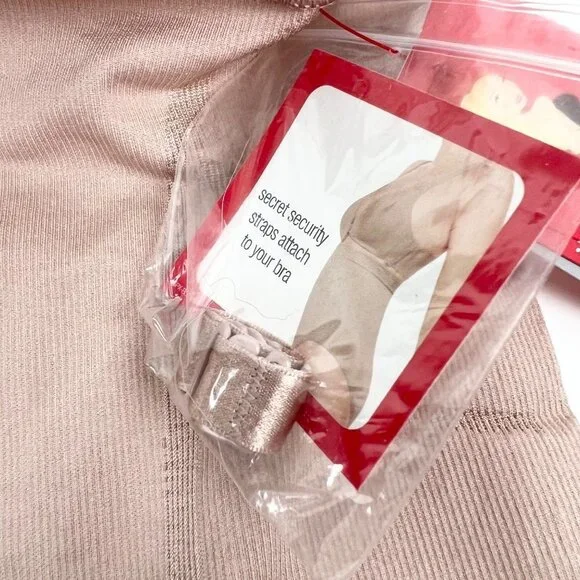 secret security
straps attach
to your bra